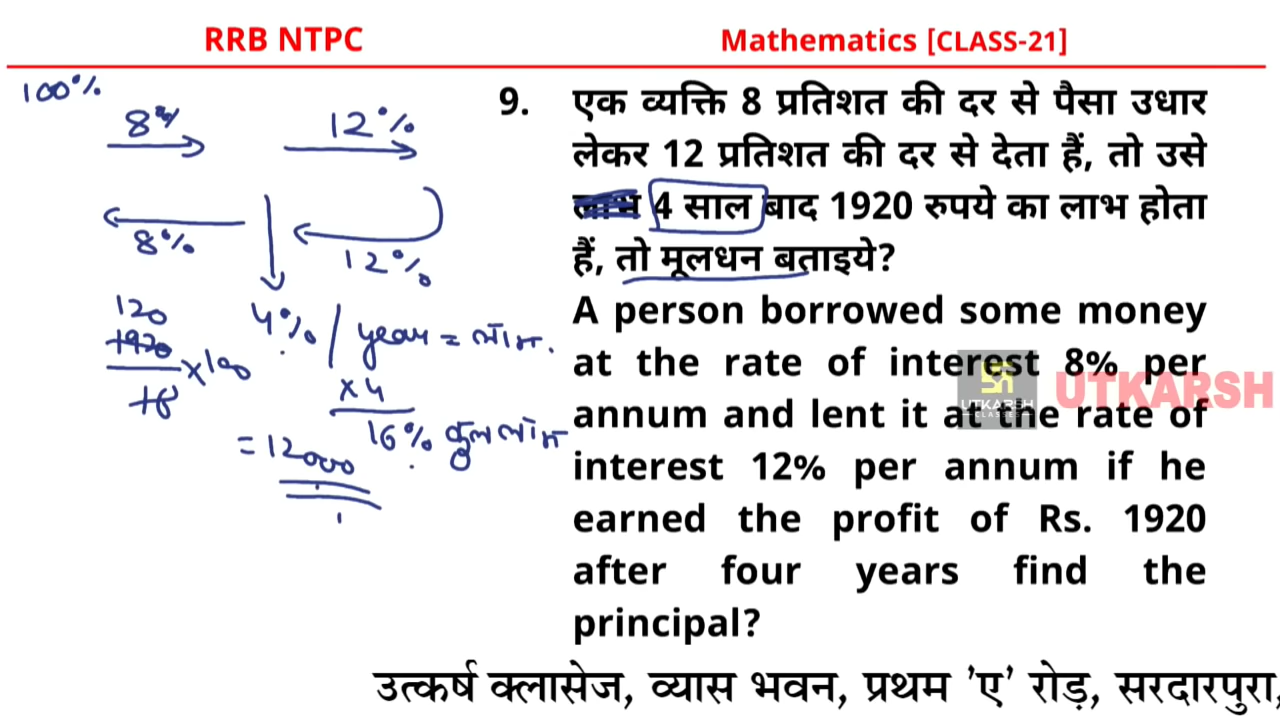 RRB NTPC
Mathematics [CLASS-21]
100%
8%
12%
8%
12%
9. एक व्यक्ति 8 प्रतिशत की दर से पैसा उधार
लेकर 12 प्रतिशत की दर से देता हैं, तो उसे
लाभ 4 साल बाद 1920 रुपये का लाभ होता
हैं, तो मूलधन बताइये?
A person borrowed some money
at the rate of interest 8% per
annum and lent it at the rate of
interest 12% per annum if he
earned the profit of Rs. 1920
after four years find the
principal?
120
1920
×100
16
= 12000
4% / year = लाभ.
×4
16% कुल लाभ
UTKARSH
CLASSES
UTKARSH
उत्कर्ष क्लासेज, व्यास भवन, प्रथम 'ए' रोड़, सरदारपुरा,